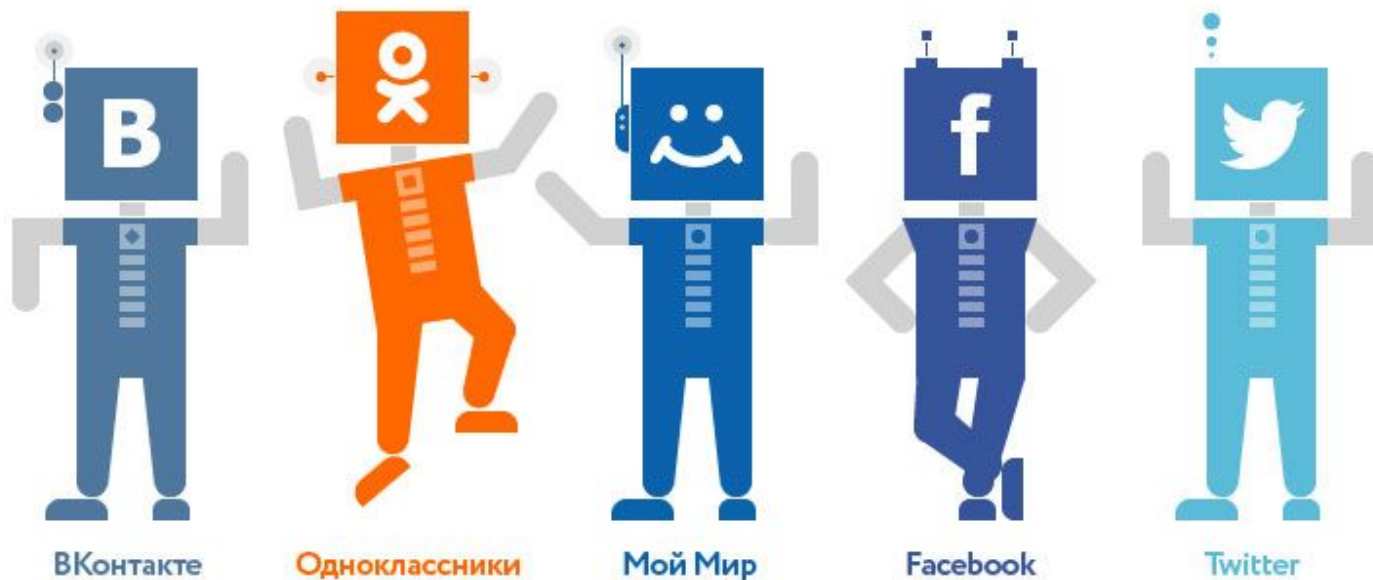 В
f
ВКонтакте
Одноклассники
Мой Мир
Facebook
Twitter